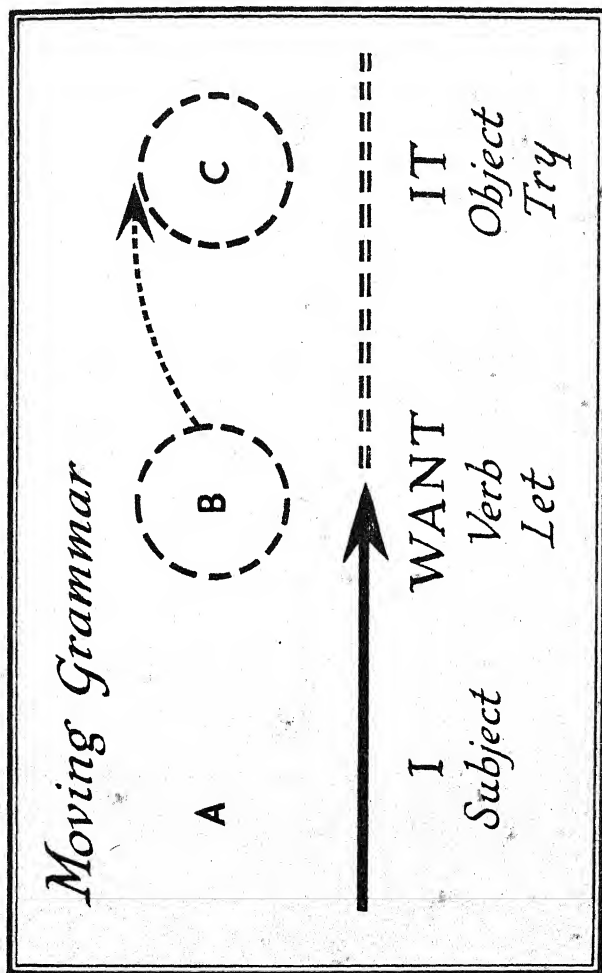 Moving Grammar
A B C
I WANT IT
Subject Verb Object
Let Try